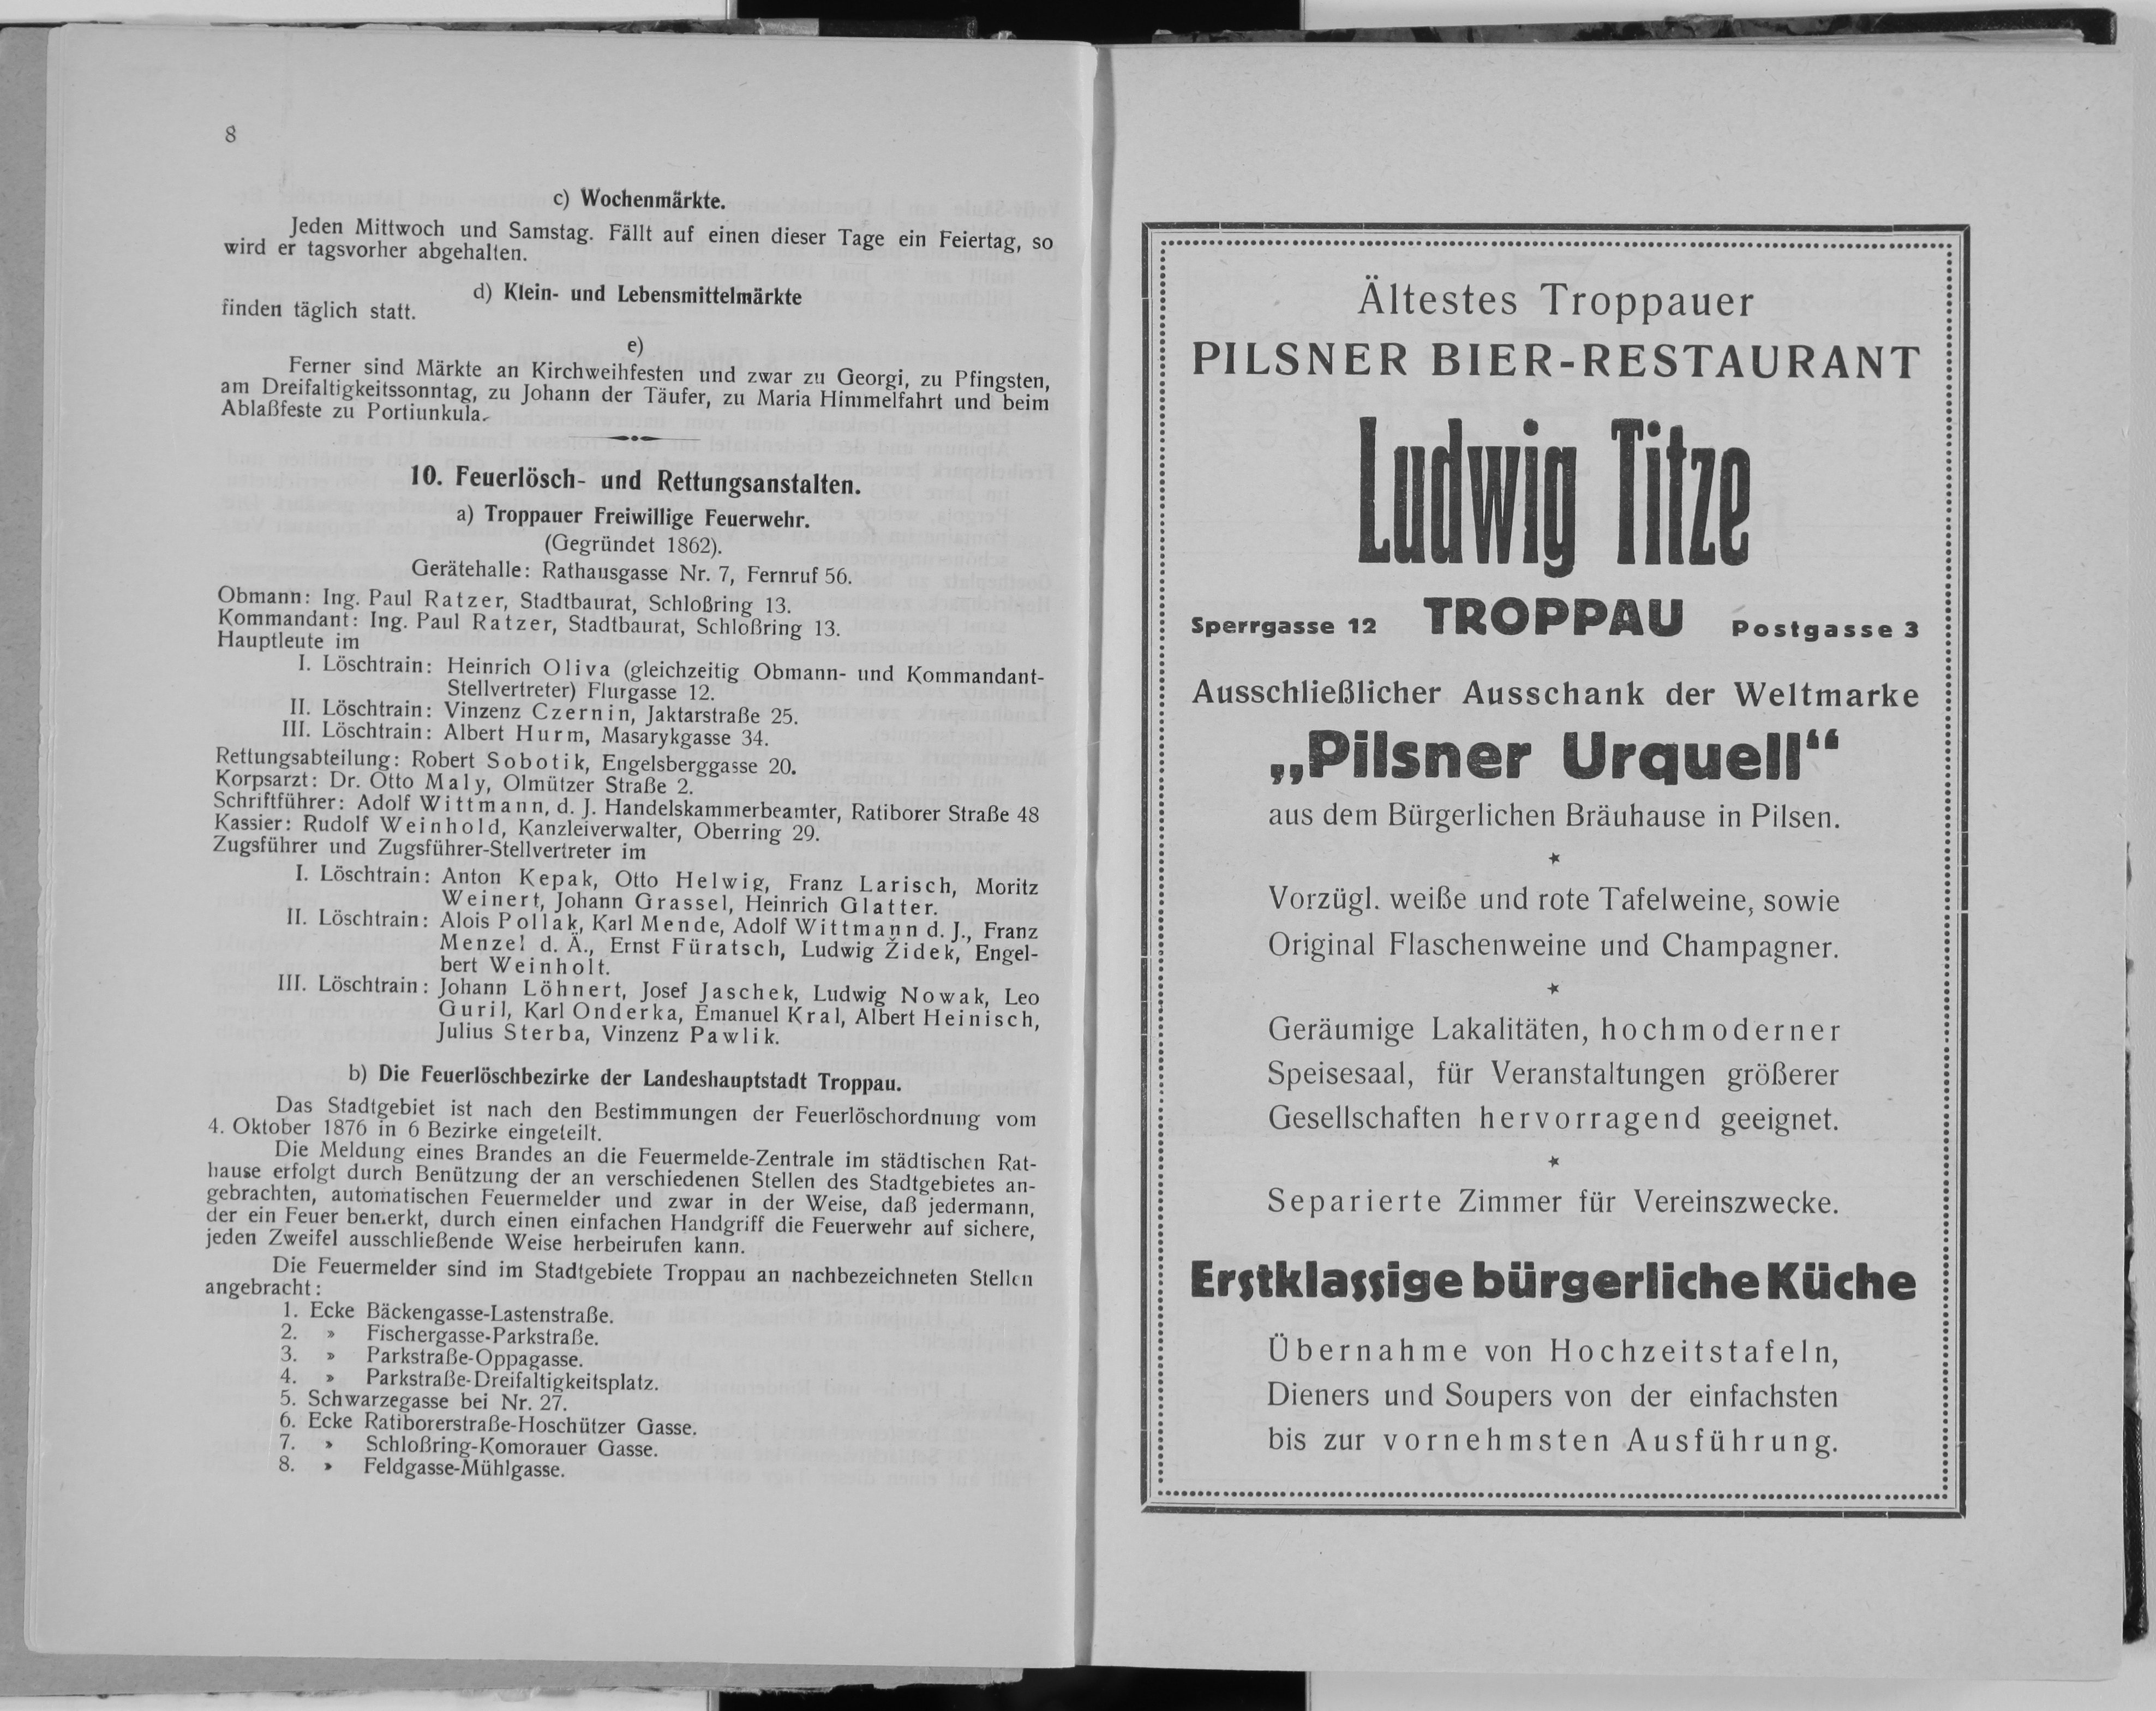 8
c) Wochenmärkte.
Jeden Mittwoch und Samstag. Fällt auf einen dieser Tage ein Feiertag, so
wird er tagsvorher abgehalten.
d) Klein- und Lebensmittelmärkte
finden täglich statt.
e)
Ferner sind Märkte an Kirchweihfesten und zwar zu Georgi, zu Pfingsten,
am Dreifaltigkeitssonntag, zu Johann der Täufer, zu Maria Himmelfahrt und beim
Ablaßfeste zu Portiunkula.
10. Feuerlösch- und Rettungsanstalten.
a) Troppauer Freiwillige Feuerwehr.
(Gegründet 1862).
Gerätehalle: Rathausgasse Nr. 7, Fernruf 56.
Obmann: Ing. Paul Ratzer, Stadtbaurat, Schloßring 13.
Kommandant: Ing. Paul Ratzer, Stadtbaurat, Schloßring 13.
Hauptleute im
I. Löschtrain: Heinrich Oliva (gleichzeitig Obmann- und Kommandant-
Stellvertreter) Flurgasse 12.
II. Löschtrain: Vinzenz Czernin, Jaktarstraße 25.
III. Löschtrain: Albert Hurm, Masarykgasse 34.
Rettungsabteilung: Robert Sobotik, Engelsberggasse 20.
Korpsarzt: Dr. Otto Maly, Olmützer Straße 2.
Schriftführer: Adolf Wittmann, d. J. Handelskammerbeamter, Ratiborer Straße 48
Kassier: Rudolf Weinhold, Kanzleiverwalter, Oberring 29.
Zugsführer und Zugsführer-Stellvertreter im
I. Löschtrain: Anton Kepak, Otto Helwig, Franz Larisch, Moritz
Weinert, Johann Grassel, Heinrich Glatter.
II. Löschtrain: Alois Pollak, Karl Mende, Adolf Wittmann d. J., Franz
Menzel d. Ä., Ernst Füratsch, Ludwig Židek, Engel-
bert Weinholt.
III. Löschtrain: Johann Löhnert, Josef Jaschek, Ludwig Nowak, Leo
Guril, Karl Onderka, Emanuel Kral, Albert Heinisch,
Julius Sterba, Vinzenz Pawlik.
b) Die Feuerlöschbezirke der Landeshauptstadt Troppau.
Das Stadtgebiet ist nach den Bestimmungen der Feuerlöschordnung vom
4. Oktober 1876 in 6 Bezirke eingeteilt.
Die Meldung eines Brandes an die Feuermelde-Zentrale im städtischen Rat-
hause erfolgt durch Benützung der an verschiedenen Stellen des Stadtgebietes an-
gebrachten, automatischen Feuermelder und zwar in der Weise, daß jedermann,
der ein Feuer bemerkt, durch einen einfachen Handgriff die Feuerwehr auf sichere,
jeden Zweifel ausschließende Weise herbeirufen kann.
Die Feuermelder sind im Stadtgebiete Troppau an nachbezeichneten Stellen
angebracht:
1. Ecke Bäckengasse-Lastenstraße.
2. » Fischergasse-Parkstraße.
3. » Parkstraße-Oppagasse.
4. » Parkstraße-Dreifaltigkeitsplatz.
5. Schwarzegasse bei Nr. 27.
6. Ecke Ratiborerstraße-Hoschützer Gasse.
7. » Schloßring-Komorauer Gasse.
8. » Feldgasse-Mühlgasse.
Ältestes Troppauer
PILSNER BIER-RESTAURANT
Ludwig Titze
Sperrgasse 12 TROPPAU Postgasse 3
Ausschließlicher Ausschank der Weltmarke
„Pilsner Urquell“
aus dem Bürgerlichen Bräuhause in Pilsen.
*
Vorzügl. weiße und rote Tafelweine, sowie
Original Flaschenweine und Champagner.
*
Geräumige Lakalitäten, hochmoderner
Speisesaal, für Veranstaltungen größerer
Gesellschaften hervorragend geeignet.
*
Separierte Zimmer für Vereinszwecke.
Erstklassige bürgerliche Küche
Übernahme von Hochzeitstafeln,
Dieners und Soupers von der einfachsten
bis zur vornehmsten Ausführung.